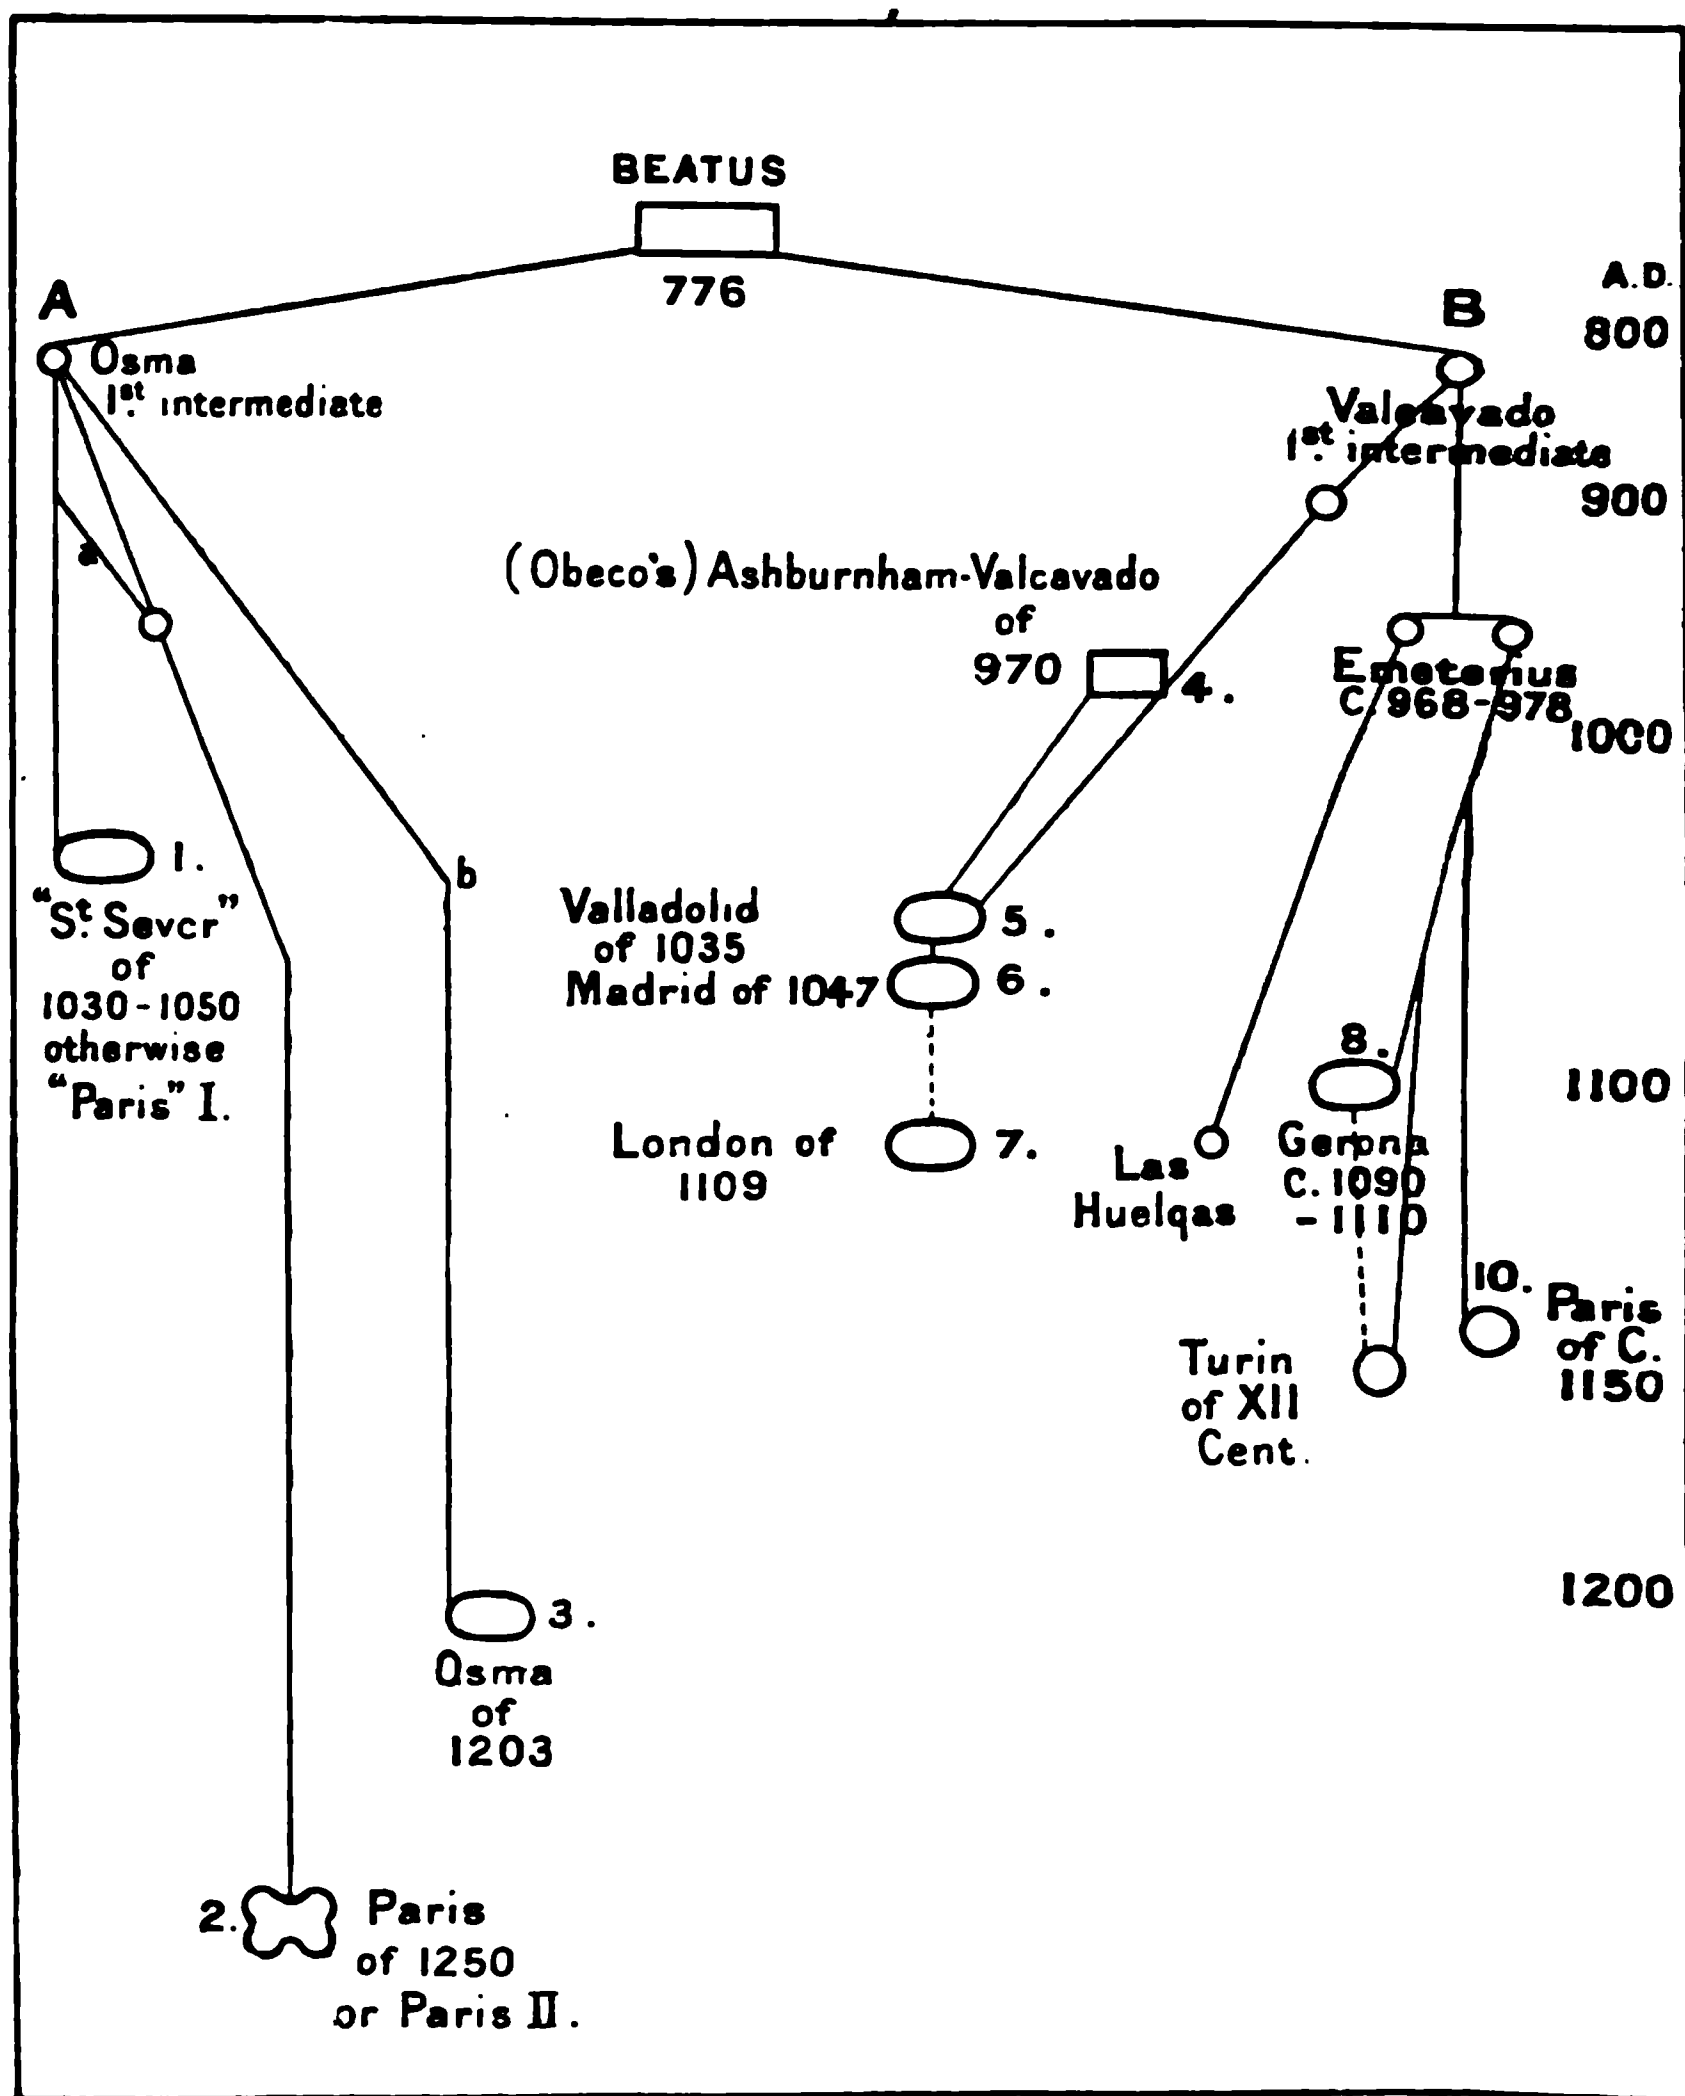 BEATUS
776
A
Osma
1st. intermediate
a
b
1.
"St. Sever"
of
1030-1050
otherwise
"Paris" I.
2.
Paris
of 1250
or Paris II.
3.
Osma
of
1203
(Obeco's) Ashburnham-Valcavado
of
970
4.
Valladolid
of 1035
5.
Madrid of 1047
6.
London of
1109
7.
B
Valcavado
1st. intermediate
Emeterius
C. 968-978
Las
Huelqas
8.
Gerona
C. 1090
- 1110
Turin
of XII
Cent.
10.
Paris
of C.
1150
A.D.
800
900
1000
1100
1200